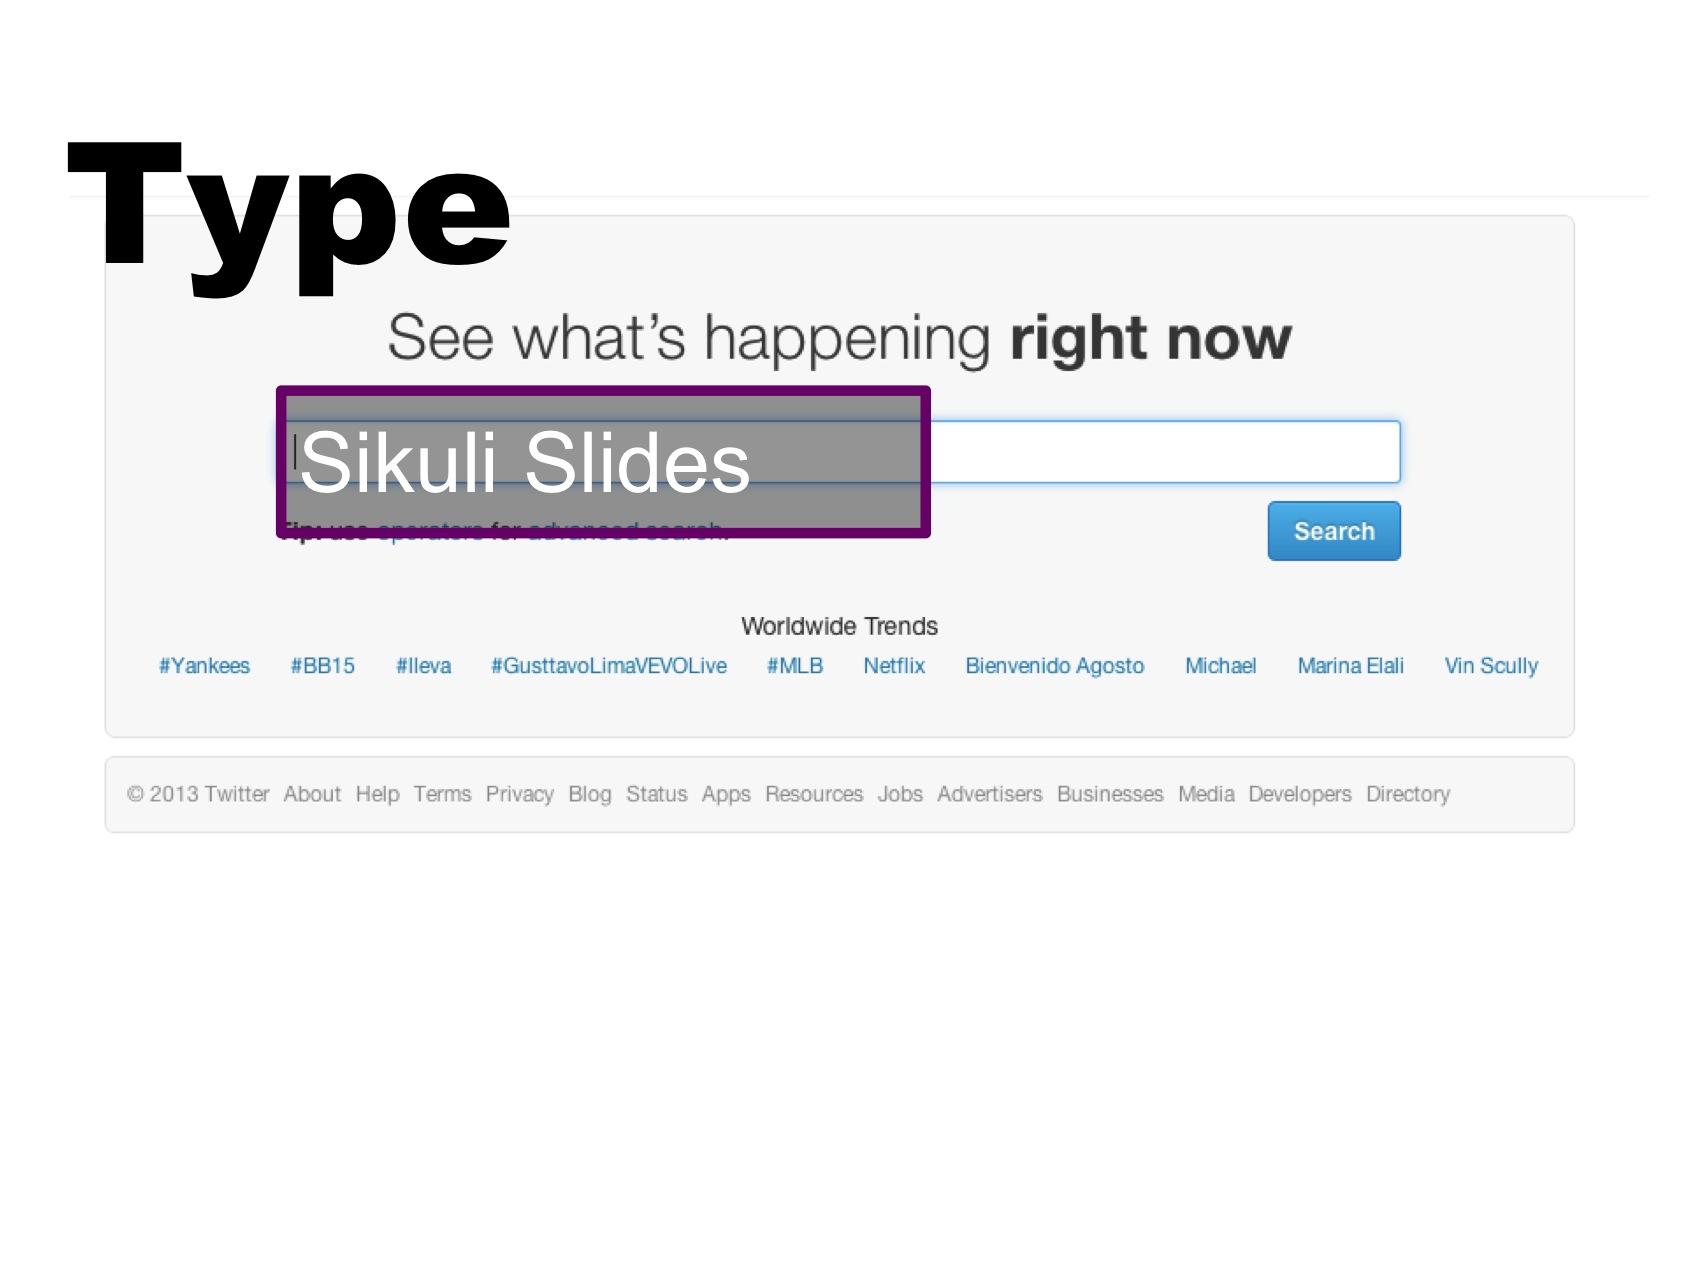 Type
See what's happening right now
Sikuli Slides
Tip: use operators for advanced search.
Search
Worldwide Trends
#Yankees #BB15 #lleva #GusttavoLimaVEVOLive #MLB Netflix Bienvenido Agosto Michael Marina Elali Vin Scully
© 2013 Twitter About Help Terms Privacy Blog Status Apps Resources Jobs Advertisers Businesses Media Developers Directory